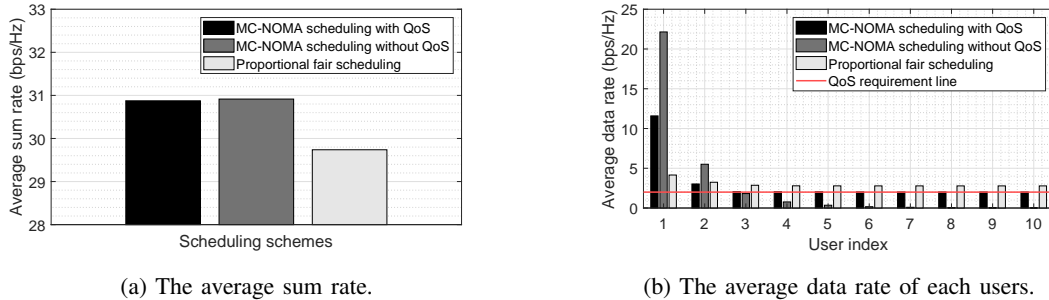 33
32
31
30
29
28
Average sum rate (bps/Hz)
MC-NOMA scheduling with QoS
MC-NOMA scheduling without QoS
Proportional fair scheduling
Scheduling schemes
(a) The average sum rate.
25
20
15
10
5
0
Average data rate (bps/Hz)
MC-NOMA scheduling with QoS
MC-NOMA scheduling without QoS
Proportional fair scheduling
QoS requirement line
1 2 3 4 5 6 7 8 9 10
User index
(b) The average data rate of each users.